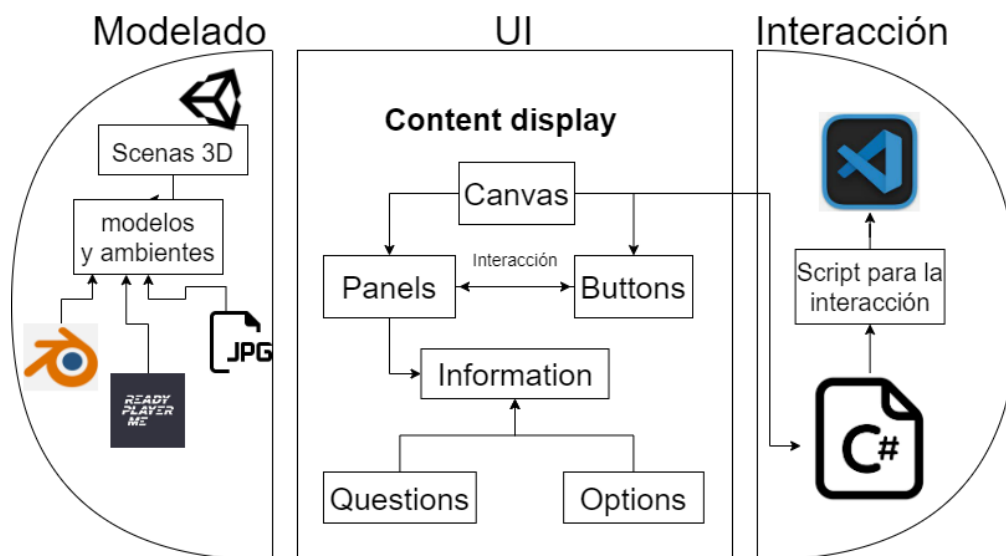 Modelado
UI
Interacción
Scenas 3D
modelos
y ambientes
JPG
READY
PLAYER
ME
Content display
Canvas
Panels
Interacción
Buttons
Information
Questions
Options
Script para la
interacción
C#